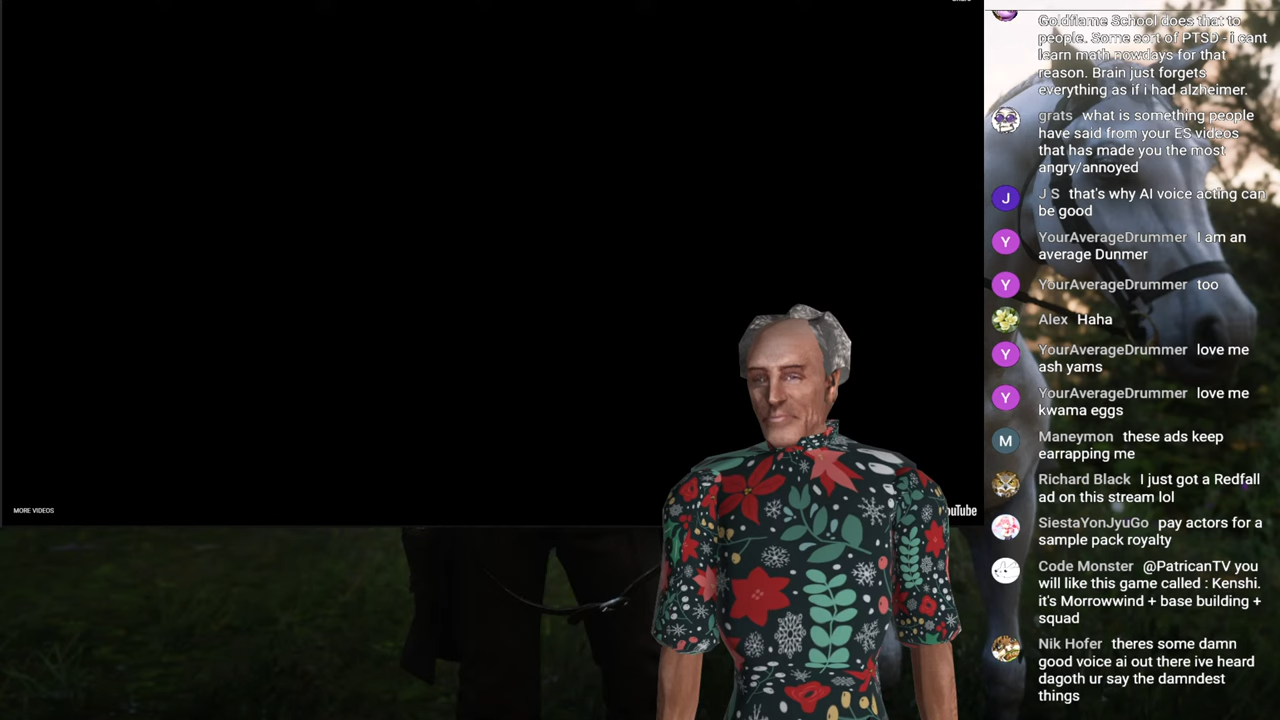 Goldflame School does that to
people. Some sort of PTSD - i cant
learn math nowdays for that
reason. Brain just forgets
everything as if i had alzheimer.
grats what is something people
have said from your ES videos
that has made you the most
angry/annoyed
J
J S that's why AI voice acting can
be good
Y
YourAverageDrummer I am an
average Dunmer
Y
YourAverageDrummer too
Alex Haha
Y
YourAverageDrummer love me
ash yams
Y
YourAverageDrummer love me
kwama eggs
M
Maneymon these ads keep
earrapping me
Richard Black I just got a Redfall
ad on this stream lol
SiestaYonJyuGo pay actors for a
sample pack royalty
Code Monster @PatricanTV you
will like this game called : Kenshi.
it's Morrowwind + base building +
squad
Nik Hofer theres some damn
good voice ai out there ive heard
dagoth ur say the damndest
things
MORE VIDEOS
ouTube